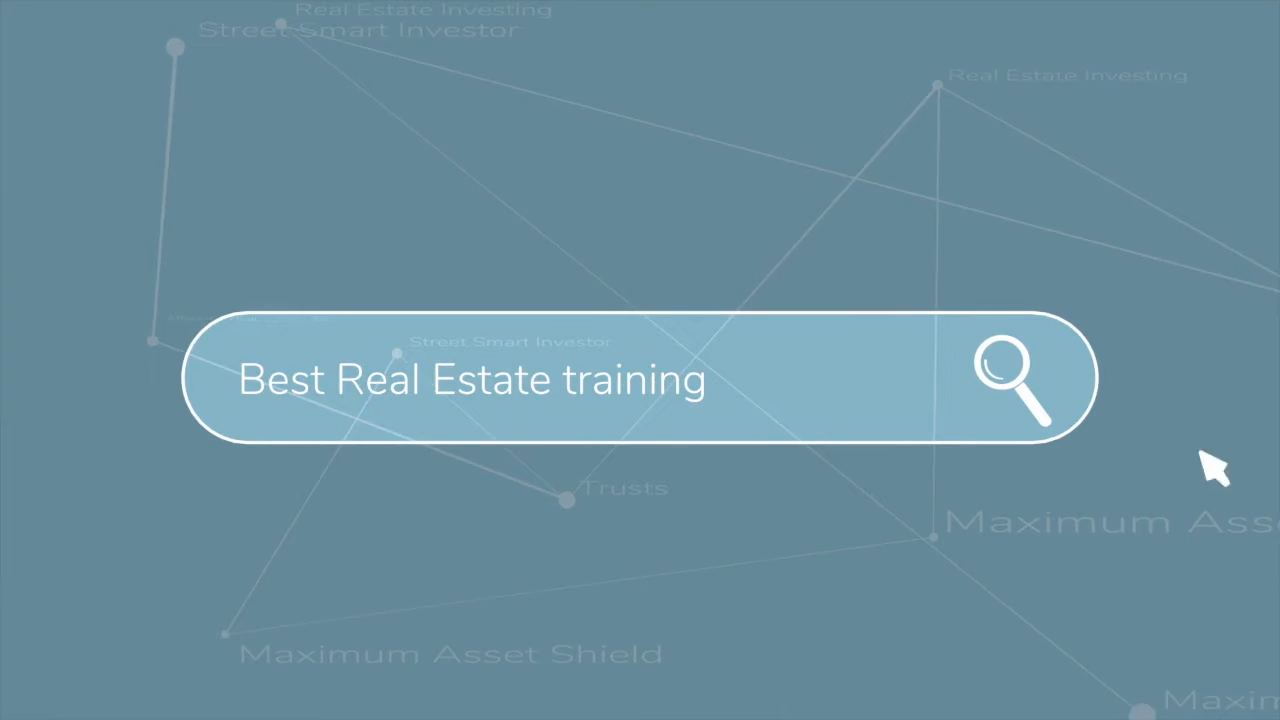 Real Estate Investing
Street Smart Investor
Real Estate Investing
Street Smart Investor
Best Real Estate training
Trusts
Maximum Ass
Maximum Asset Shield
Maxim